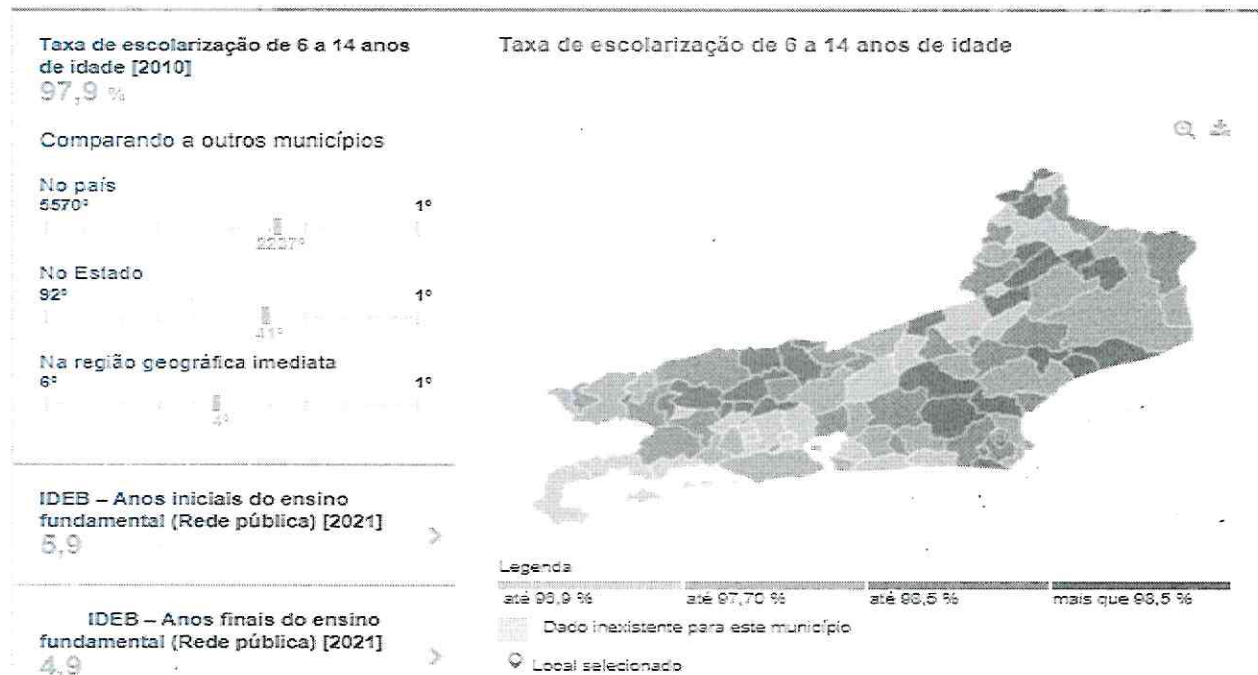 Taxa de escolarização de 6 a 14 anos
de idade [2010]
97,9 %
Comparando a outros municípios
No país
5570º
1º
2237º
No Estado
92º
1º
41º
Na região geográfica imediata
6º
1º
4º
IDEB – Anos iniciais do ensino
fundamental (Rede pública) [2021]
5,9
IDEB – Anos finais do ensino
fundamental (Rede pública) [2021]
4,9
Taxa de escolarização de 6 a 14 anos de idade
Legenda
até 96,9 %
até 97,70 %
até 98,5 %
mais que 98,5 %
Dado inexistente para este município
Local selecionado